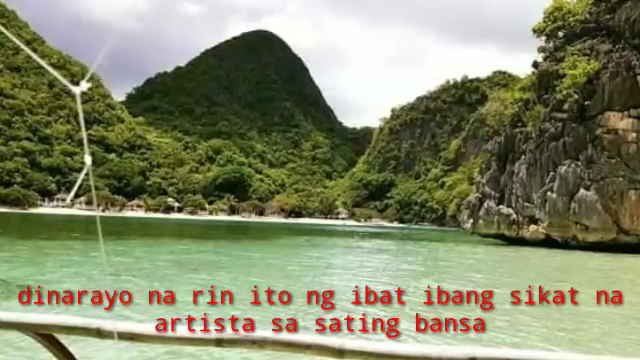 dinarayo na rin ito ng ibat ibang sikat na
artista sa sating bansa